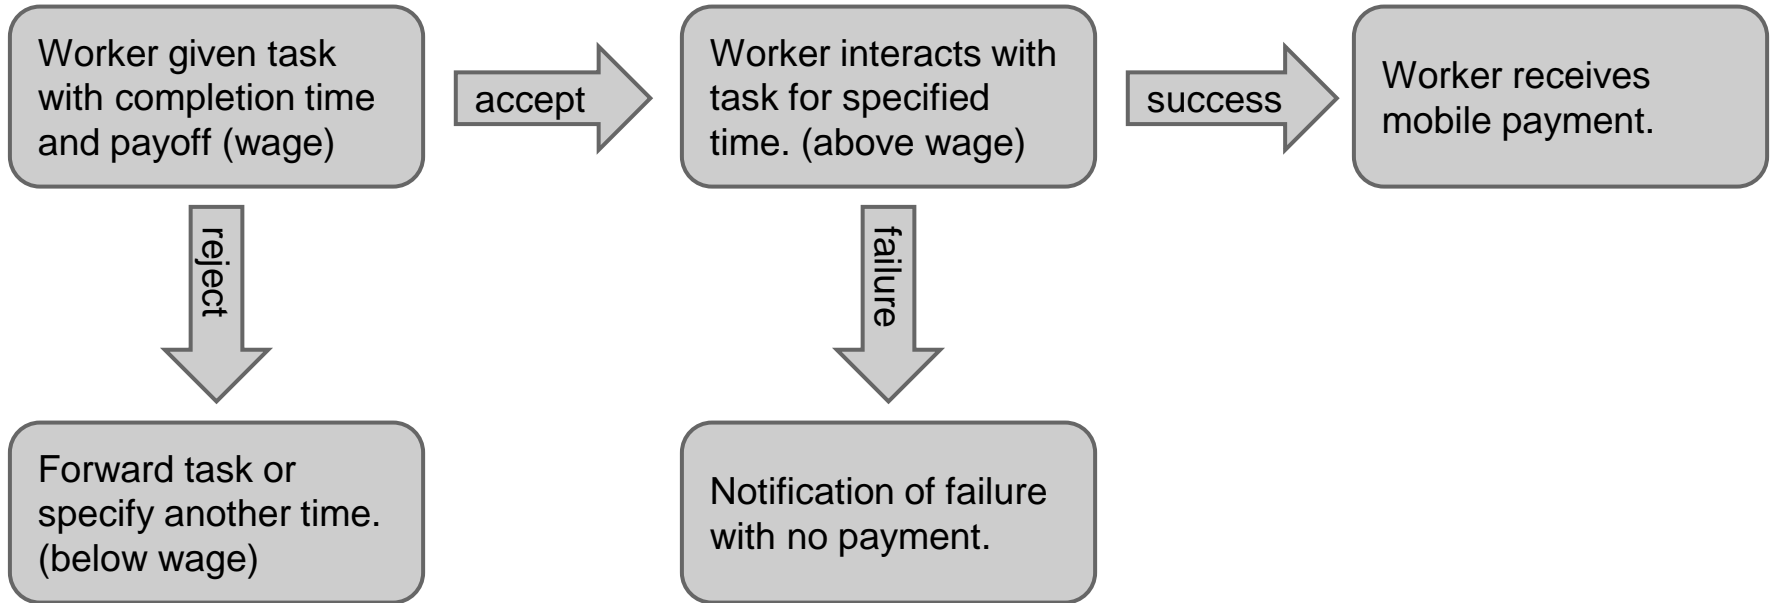 Worker given task
with completion time
and payoff (wage)
accept
Worker interacts with
task for specified
time. (above wage)
success
Worker receives
mobile payment.
reject
failure
Forward task or
specify another time.
(below wage)
Notification of failure
with no payment.